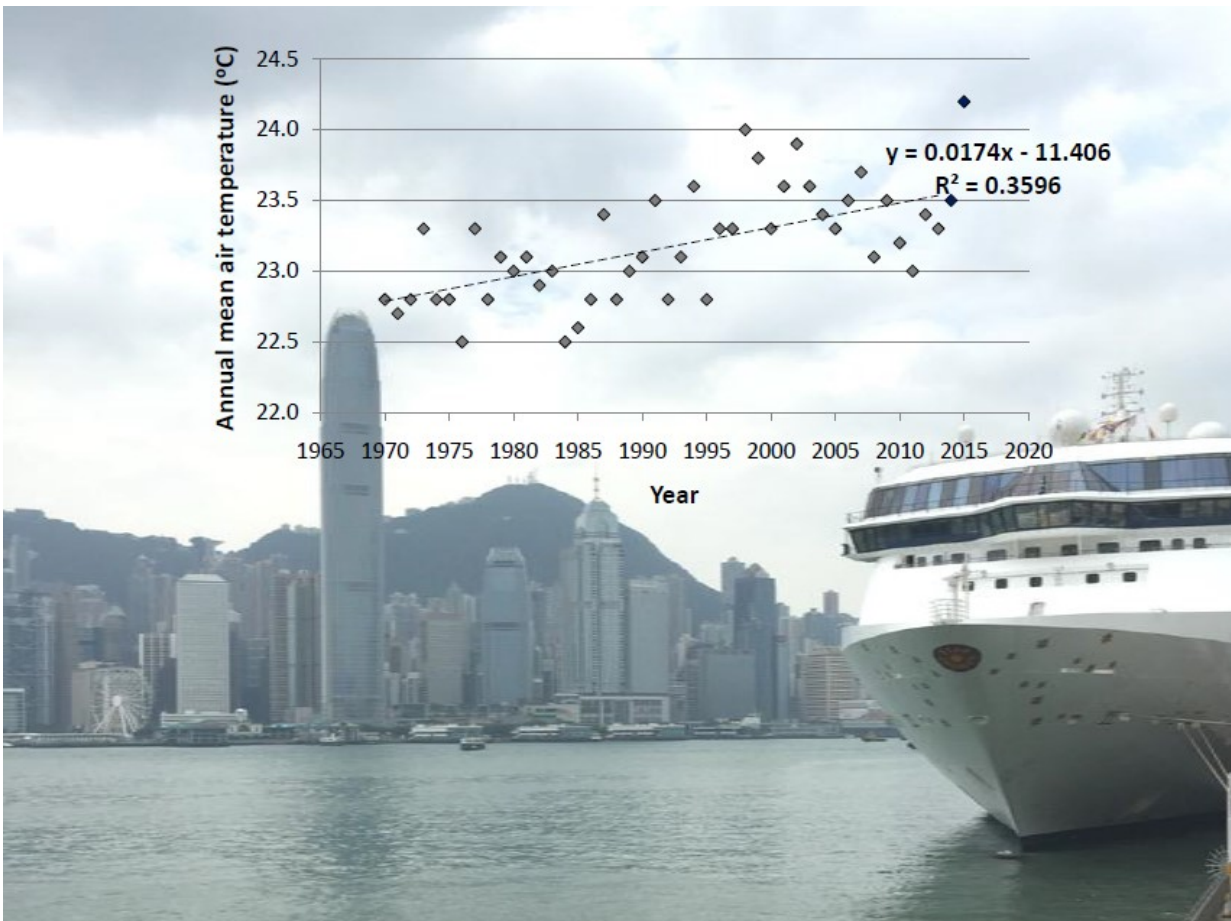 Annual mean air temperature (ºC)
24.5
24.0
23.5
23.0
22.5
22.0
y = 0.0174x - 11.406
R² = 0.3596
1965 1970 1975 1980 1985 1990 1995 2000 2005 2010 2015 2020
Year